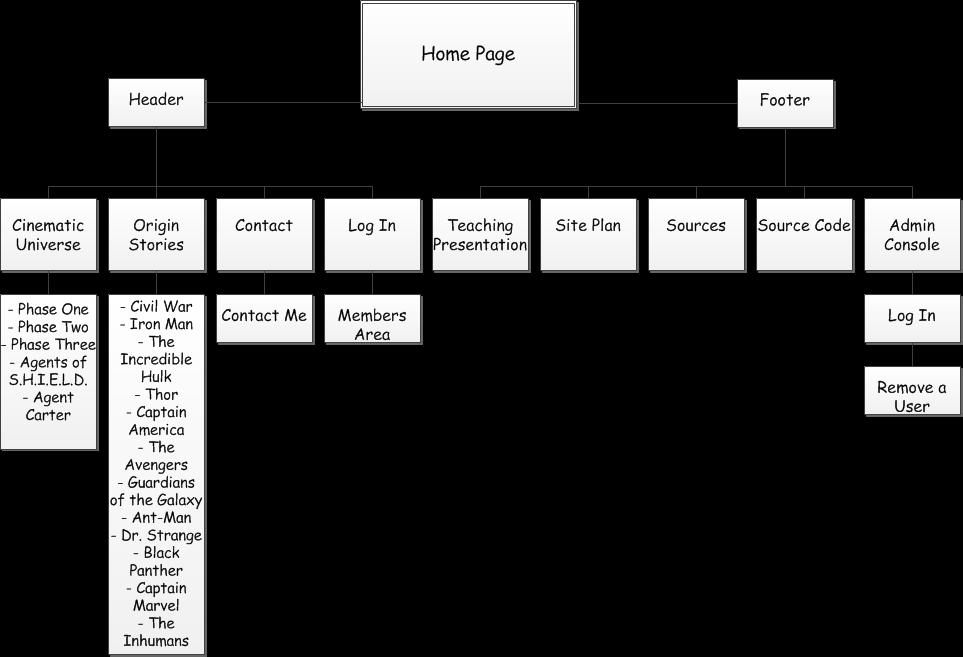 Home Page
Header
Footer
Cinematic
Universe
Origin
Stories
Contact
Log In
Teaching
Presentation
Site Plan
Sources
Source Code
Admin
Console
- Phase One
- Phase Two
- Phase Three
- Agents of
S.H.I.E.L.D.
- Agent
Carter
- Civil War
- Iron Man
- The
Incredible
Hulk
- Thor
- Captain
America
- The
Avengers
- Guardians
of the Galaxy
- Ant-Man
- Dr. Strange
- Black
Panther
- Captain
Marvel
- The
Inhumans
Contact Me
Members
Area
Log In
Remove a
User